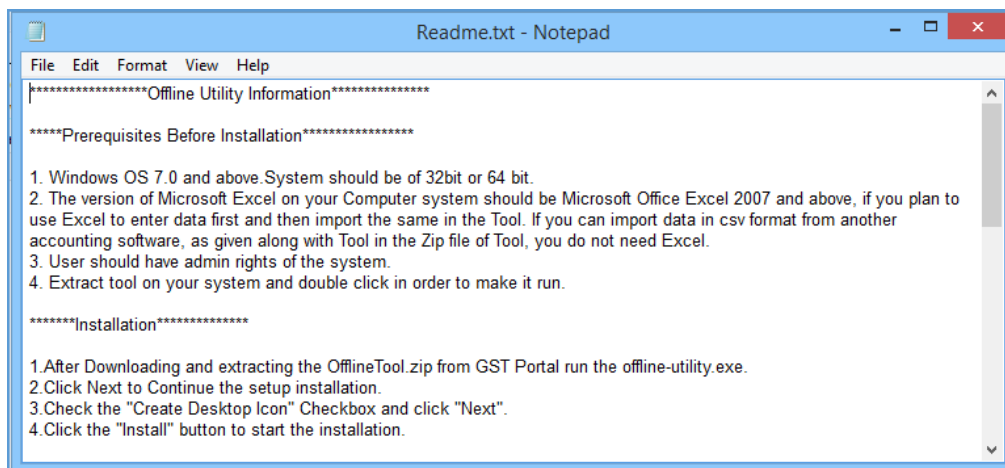 Readme.txt - Notepad
File Edit Format View Help
******************Offline Utility Information***************
*****Prerequisites Before Installation*****************
1. Windows OS 7.0 and above.System should be of 32bit or 64 bit.
2. The version of Microsoft Excel on your Computer system should be Microsoft Office Excel 2007 and above, if you plan to
use Excel to enter data first and then import the same in the Tool. If you can import data in csv format from another
accounting software, as given along with Tool in the Zip file of Tool, you do not need Excel.
3. User should have admin rights of the system.
4. Extract tool on your system and double click in order to make it run.
*******Installation**************
1.After Downloading and extracting the OfflineTool.zip from GST Portal run the offline-utility.exe.
2.Click Next to Continue the setup installation.
3.Check the "Create Desktop Icon" Checkbox and click "Next".
4.Click the "Install" button to start the installation.